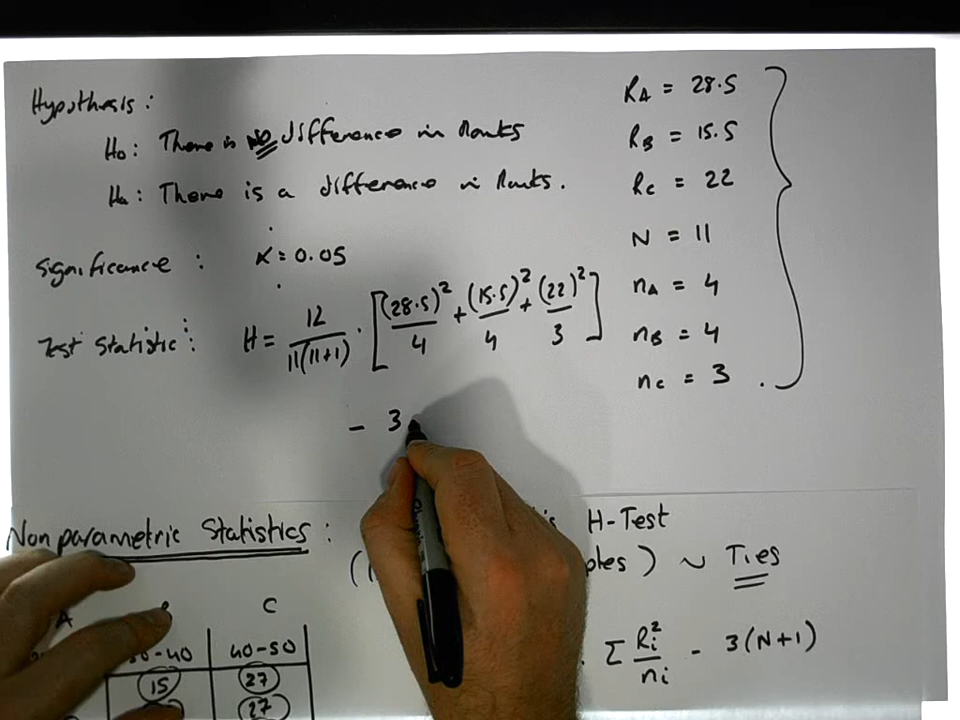 Hypothesis :
Ho : There is NO difference in Ranks
Ha : There is a difference in Ranks .
Significance : α = 0.05
Test Statistic : H = 12 / 11(11+1) · [ (28.5)² / 4 + (15.5)² / 4 + (22)² / 3 ]
- 3
RA = 28.5
RB = 15.5
RC = 22
N = 11
nA = 4
nB = 4
nC = 3 .
Nonparametric Statistics : H-Test
( ) ~ Ties
Σ Ri² / ni - 3(N+1)
A C
-40 40-50
15 27
27